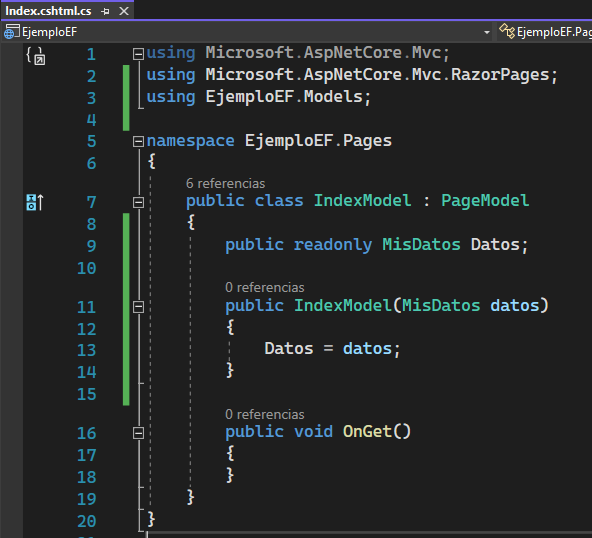 Index.cshtml.cs
EjemploEF
EjemploEF.Pag
1 using Microsoft.AspNetCore.Mvc;
2 using Microsoft.AspNetCore.Mvc.RazorPages;
3 using EjemploEF.Models;
4
5 namespace EjemploEF.Pages
6 {
6 referencias
7 public class IndexModel : PageModel
8 {
9 public readonly MisDatos Datos;
10
0 referencias
11 public IndexModel(MisDatos datos)
12 {
13 Datos = datos;
14 }
15
0 referencias
16 public void OnGet()
17 {
18 }
19 }
20 }